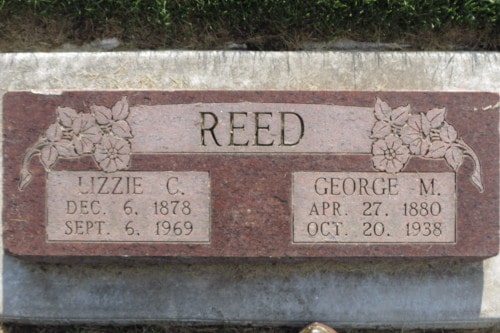 REED
LIZZIE C.
DEC. 6, 1878
SEPT. 6, 1969
GEORGE M.
APR. 27, 1880
OCT. 20, 1938